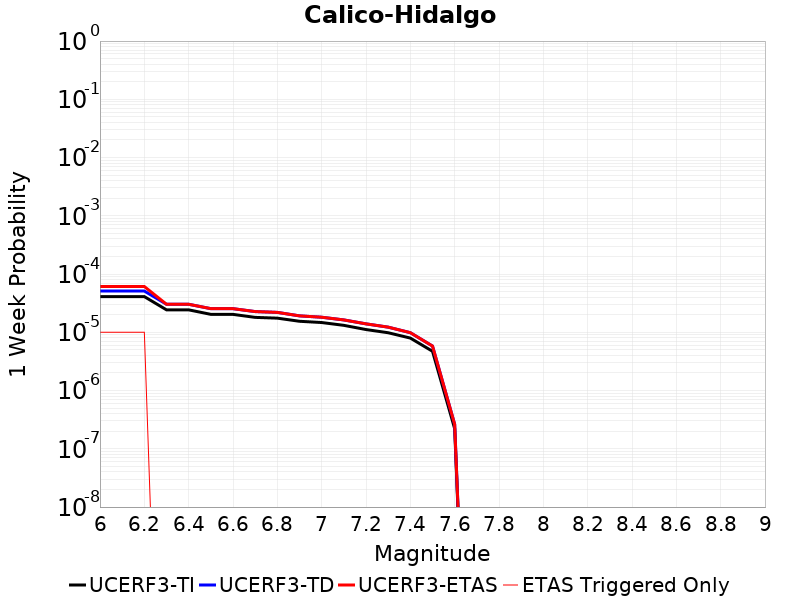 Calico-Hidalgo
1 Week Probability
10^0
10^-1
10^-2
10^-3
10^-4
10^-5
10^-6
10^-7
10^-8
6 6.2 6.4 6.6 6.8 7 7.2 7.4 7.6 7.8 8 8.2 8.4 8.6 8.8 9
Magnitude
UCERF3-TI UCERF3-TD UCERF3-ETAS ETAS Triggered Only